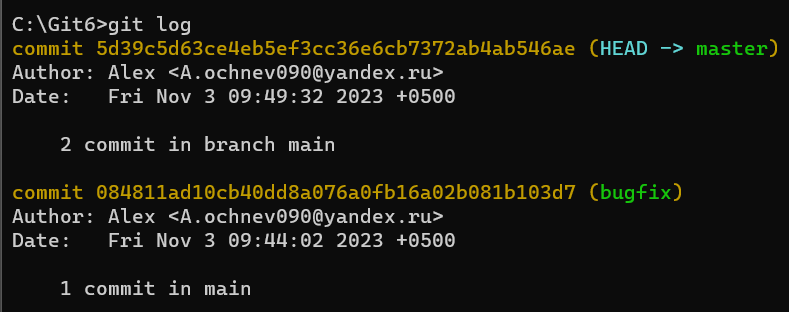 C:\Git6>git log
commit 5d39c5d63ce4eb5ef3cc36e6cb7372ab4ab546ae (HEAD -> master)
Author: Alex <A.ochnev090@yandex.ru>
Date:   Fri Nov 3 09:49:32 2023 +0500
    2 commit in branch main
commit 084811ad10cb40dd8a076a0fb16a02b081b103d7 (bugfix)
Author: Alex <A.ochnev090@yandex.ru>
Date:   Fri Nov 3 09:44:02 2023 +0500
    1 commit in main